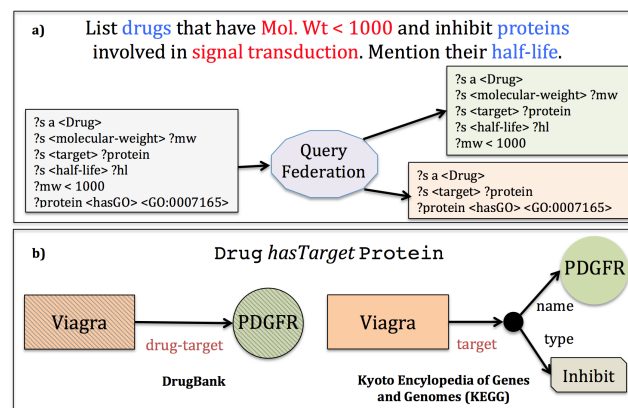 a) List drugs that have Mol. Wt < 1000 and inhibit proteins
involved in signal transduction. Mention their half-life.
?s a <Drug>
?s <molecular-weight> ?mw
?s <target> ?protein
?s <half-life> ?hl
?mw < 1000
?protein <hasGO> <GO:0007165>
Query
Federation
?s a <Drug>
?s <molecular-weight> ?mw
?s <target> ?protein
?s <half-life> ?hl
?mw < 1000
?s a <Drug>
?s <target> ?protein
?protein <hasGO> <GO:0007165>
b) Drug hasTarget Protein
Viagra
drug-target
PDGFR
DrugBank
Viagra
target
name
PDGFR
type
Inhibit
Kyoto Encylopedia of Genes
and Genomes (KEGG)